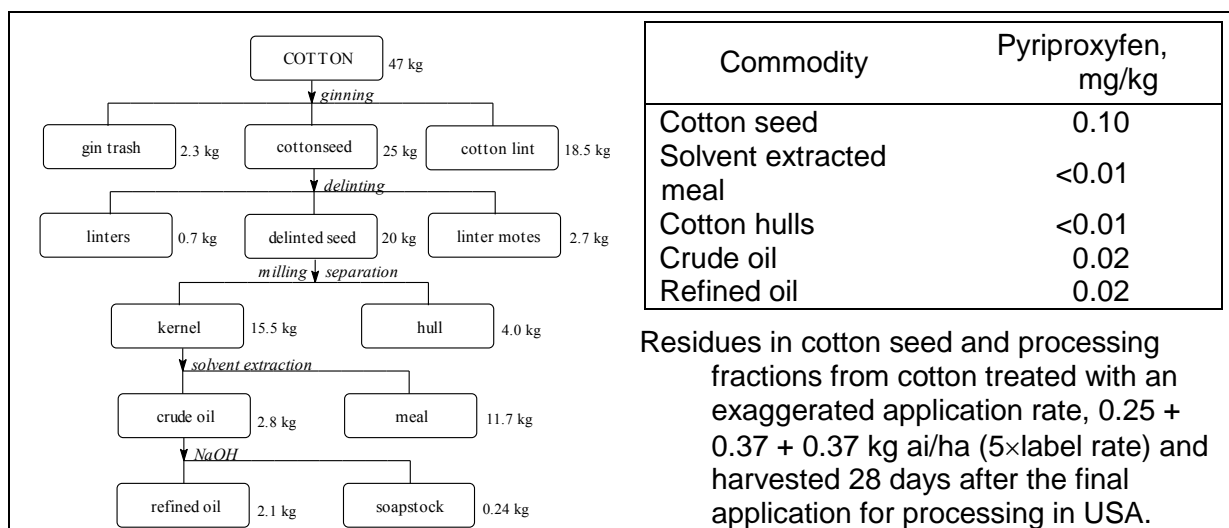 COTTON
47 kg
ginning
gin trash
2.3 kg
cottonseed
25 kg
cotton lint
18.5 kg
delinting
linters
0.7 kg
delinted seed
20 kg
linter motes
2.7 kg
milling separation
kernel
15.5 kg
hull
4.0 kg
solvent extraction
crude oil
2.8 kg
meal
11.7 kg
NaOH
refined oil
2.1 kg
soapstock
0.24 kg
Commodity
Pyriproxyfen,
mg/kg
Cotton seed 0.10
Solvent extracted
meal <0.01
Cotton hulls <0.01
Crude oil 0.02
Refined oil 0.02
Residues in cotton seed and processing
fractions from cotton treated with an
exaggerated application rate, 0.25 +
0.37 + 0.37 kg ai/ha (5×label rate) and
harvested 28 days after the final
application for processing in USA.